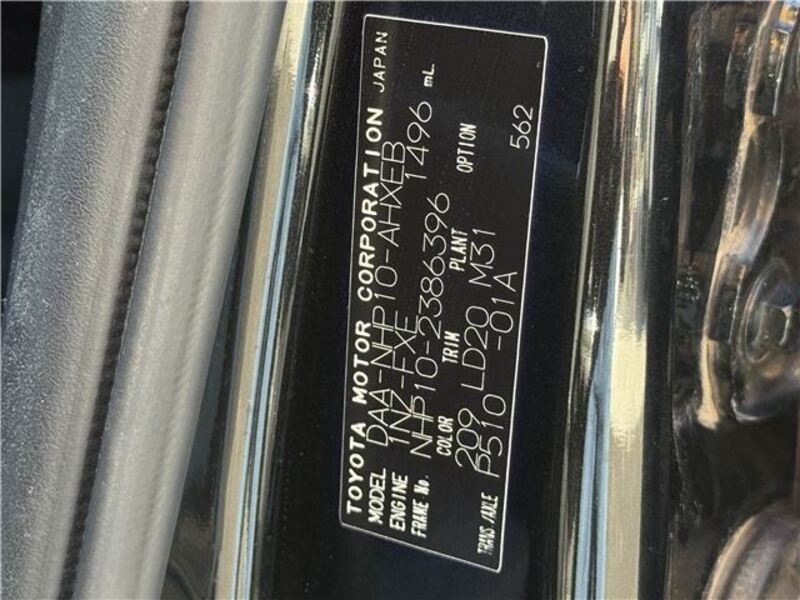 TOYOTA MOTOR CORPORATION JAPAN
MODEL DAA-NHP10-AHXEB
ENGINE 1NZ-FXE 1496 mL.
FRAME No. NHP10-2386396
COLOR TRIM PLANT OPTION
209 LD20 M31
TRANS./AXLE P510 -01A 562